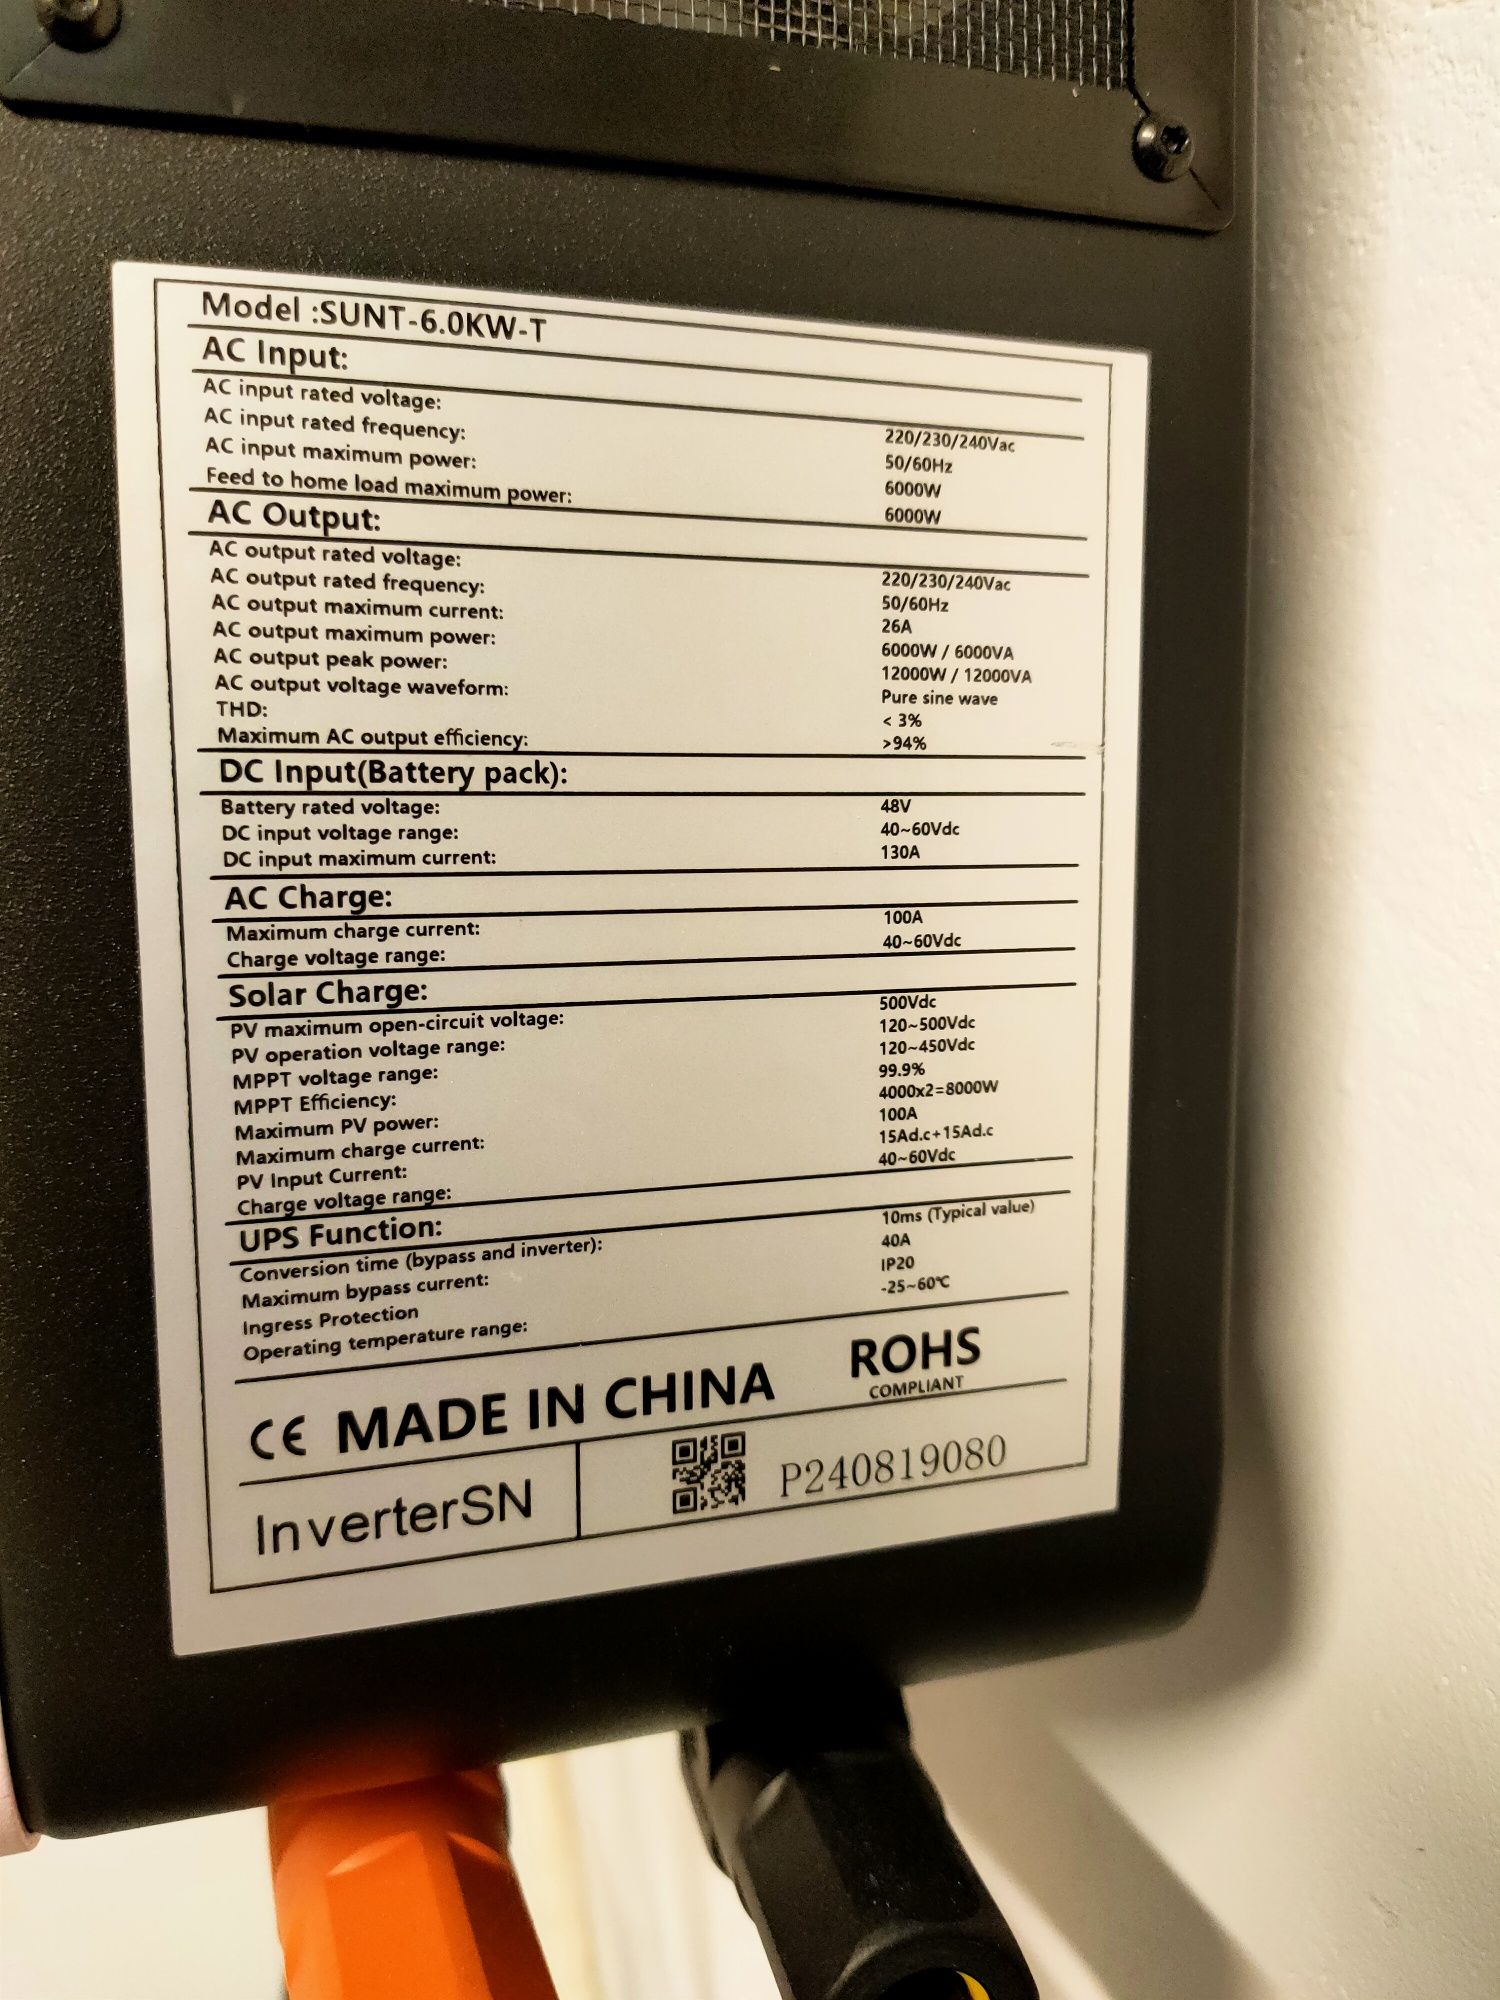 Model :SUNT-6.0KW-T
AC Input:
AC input rated voltage: 220/230/240Vac
AC input rated frequency: 50/60Hz
AC input maximum power: 6000W
Feed to home load maximum power: 6000W
AC Output:
AC output rated voltage: 220/230/240Vac
AC output rated frequency: 50/60Hz
AC output maximum current: 26A
AC output maximum power: 6000W / 6000VA
AC output peak power: 12000W / 12000VA
AC output voltage waveform: Pure sine wave
THD: < 3%
Maximum AC output efficiency: >94%
DC Input(Battery pack):
Battery rated voltage: 48V
DC input voltage range: 40~60Vdc
DC input maximum current: 130A
AC Charge:
Maximum charge current: 100A
Charge voltage range: 40~60Vdc
Solar Charge:
PV maximum open-circuit voltage: 500Vdc
PV operation voltage range: 120~500Vdc
MPPT voltage range: 120~450Vdc
MPPT Efficiency: 99.9%
Maximum PV power: 4000x2=8000W
Maximum charge current: 100A
PV Input Current: 15Ad.c+15Ad.c
Charge voltage range: 40~60Vdc
UPS Function:
Conversion time (bypass and inverter): 10ms (Typical value)
Maximum bypass current: 40A
Ingress Protection IP20
Operating temperature range: -25~60℃
CE MADE IN CHINA ROHS
COMPLIANT
InverterSN P240819080